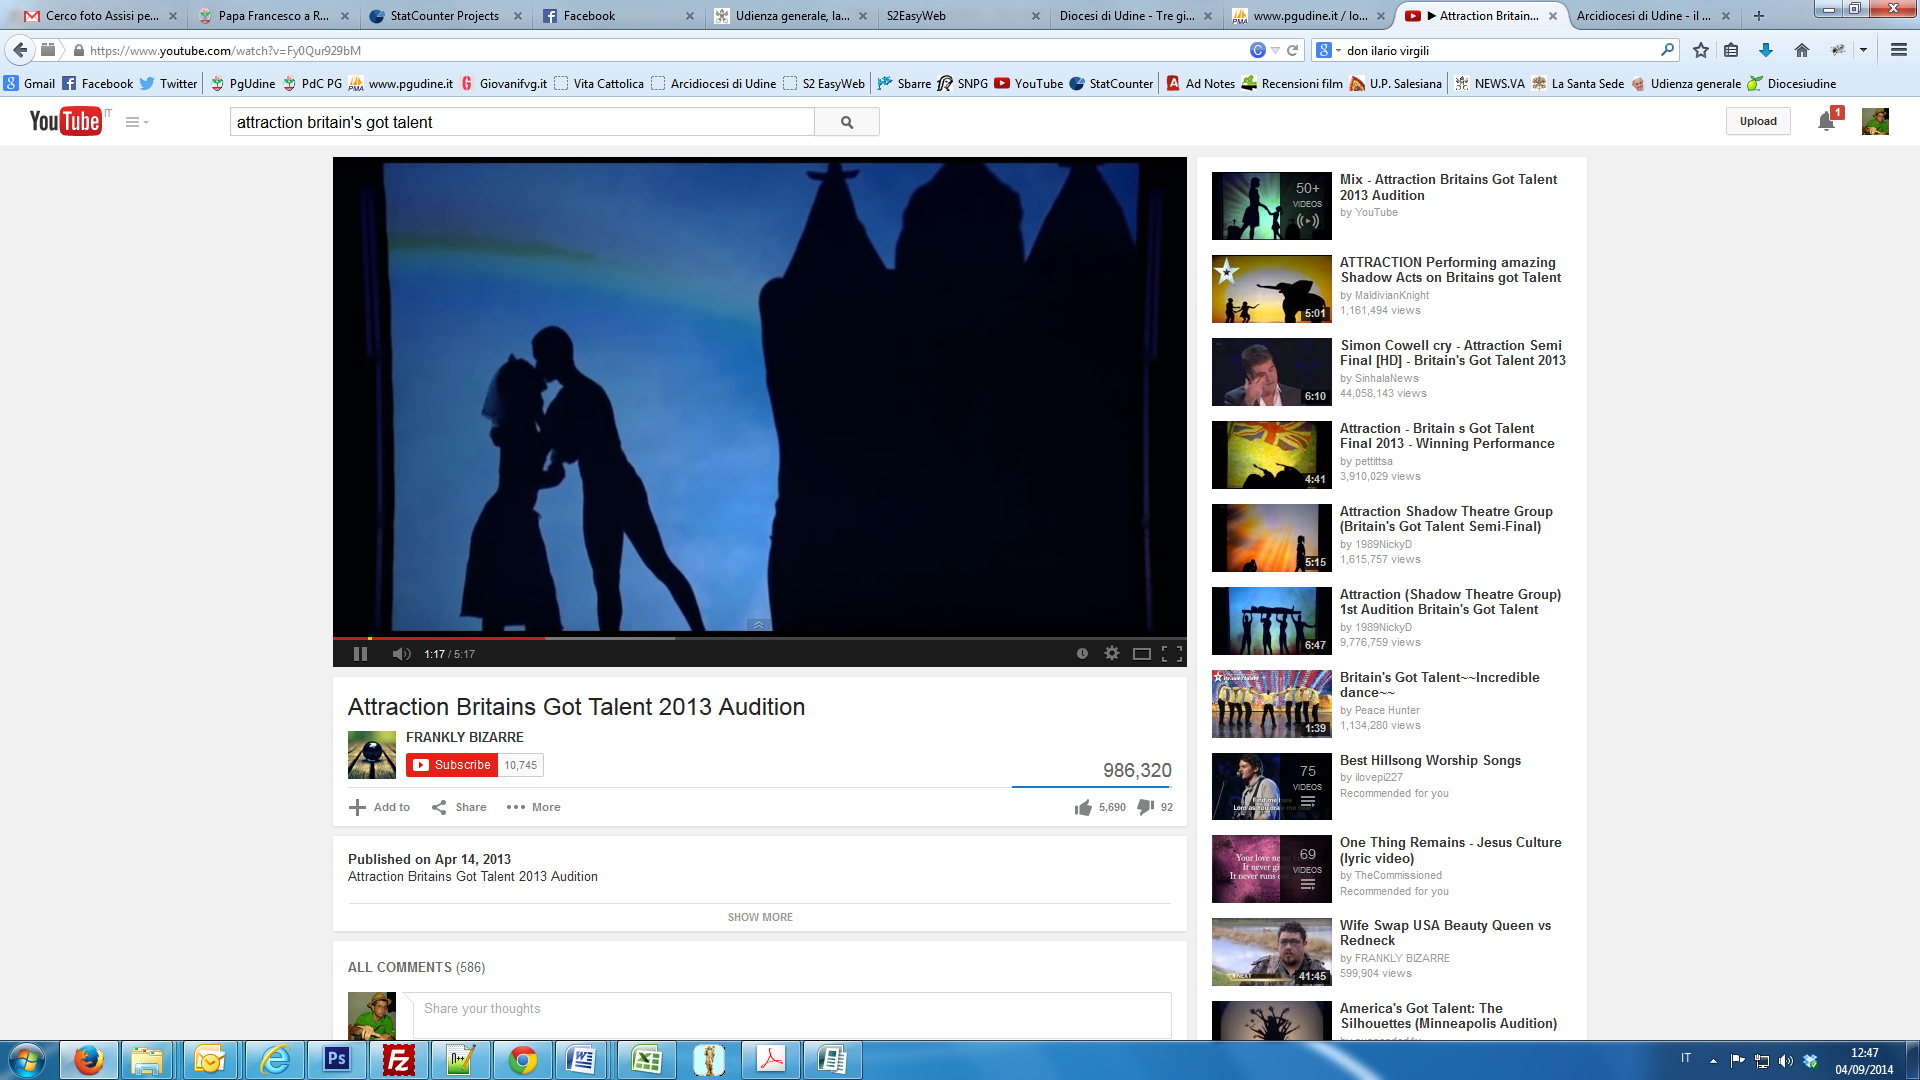 Cerco foto Assisi pe...
Papa Francesco a R...
StatCounter Projects
Facebook
Udienza generale, la...
S2EasyWeb
Diocesi di Udine - Tre gi...
www.pgudine.it / lo...
▶ Attraction Britain...
Arcidiocesi di Udine - il ...
https://www.youtube.com/watch?v=Fy0Qur929bM
don ilario virgili
Gmail
Facebook
Twitter
PgUdine
PdC PG
www.pgudine.it
Giovanifvg.it
Vita Cattolica
Arcidiocesi di Udine
S2 EasyWeb
Sbarre
SNPG
YouTube
StatCounter
Ad Notes
Recensioni film
U.P. Salesiana
NEWS.VA
La Santa Sede
Udienza generale
Diocesiudine
YouTube IT
attraction britain's got talent
Upload
1
1:17 / 5:17
Attraction Britains Got Talent 2013 Audition
FRANKLY BIZARRE
Subscribe 10,745
986,320
Add to
Share
More
5,690
92
Published on Apr 14, 2013
Attraction Britains Got Talent 2013 Audition
SHOW MORE
ALL COMMENTS (586)
Share your thoughts
50+
VIDEOS
Mix - Attraction Britains Got Talent
2013 Audition
by YouTube
5:01
ATTRACTION Performing amazing
Shadow Acts on Britains got Talent
by MaldivianKnight
1,161,494 views
6:10
Simon Cowell cry - Attraction Semi
Final [HD] - Britain's Got Talent 2013
by SinhalaNews
44,058,143 views
4:41
Attraction - Britain s Got Talent
Final 2013 - Winning Performance
by pettittsa
3,910,029 views
5:15
Attraction Shadow Theatre Group
(Britain's Got Talent Semi-Final)
by 1989NickyD
1,615,757 views
6:47
Attraction (Shadow Theatre Group)
1st Audition Britain's Got Talent
by 1989NickyD
9,776,759 views
1:39
Britain's Got Talent~~Incredible
dance~~
by Peace Hunter
1,134,280 views
75
VIDEOS
Best Hillsong Worship Songs
by ilovepi227
Recommended for you
69
VIDEOS
Your love ne
It never gi
It never runs
One Thing Remains - Jesus Culture
(lyric video)
by TheCommissioned
Recommended for you
41:45
Wife Swap USA Beauty Queen vs
Redneck
by FRANKLY BIZARRE
599,904 views
America's Got Talent: The
Silhouettes (Minneapolis Audition)
IT
12:47
04/09/2014